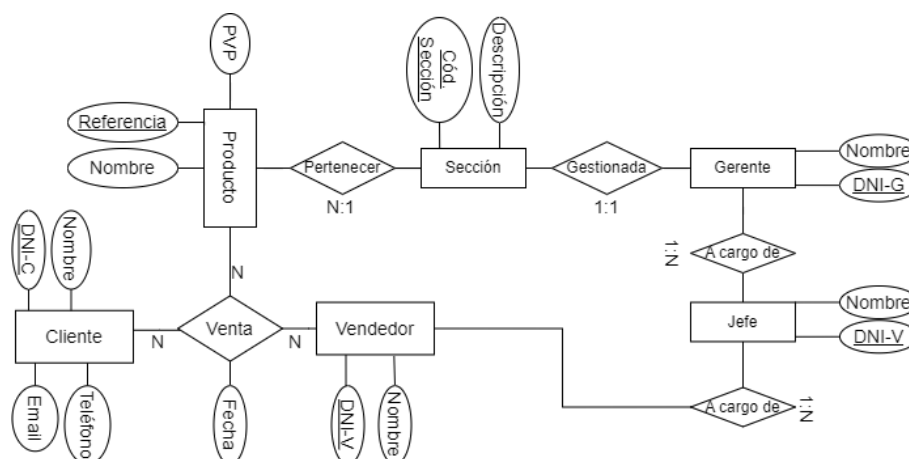 PVP
Cód.
Sección
Descripción
Referencia
Nombre
Producto
Pertenecer
N:1
Sección
Gestionada
1:1
Gerente
Nombre
DNI-G
DNI-C
Nombre
N
A cargo de
1:N
Cliente
N
Venta
N
Vendedor
Jefe
Nombre
DNI-V
Email
Teléfono
Fecha
DNI-V
Nombre
A cargo de
1:N